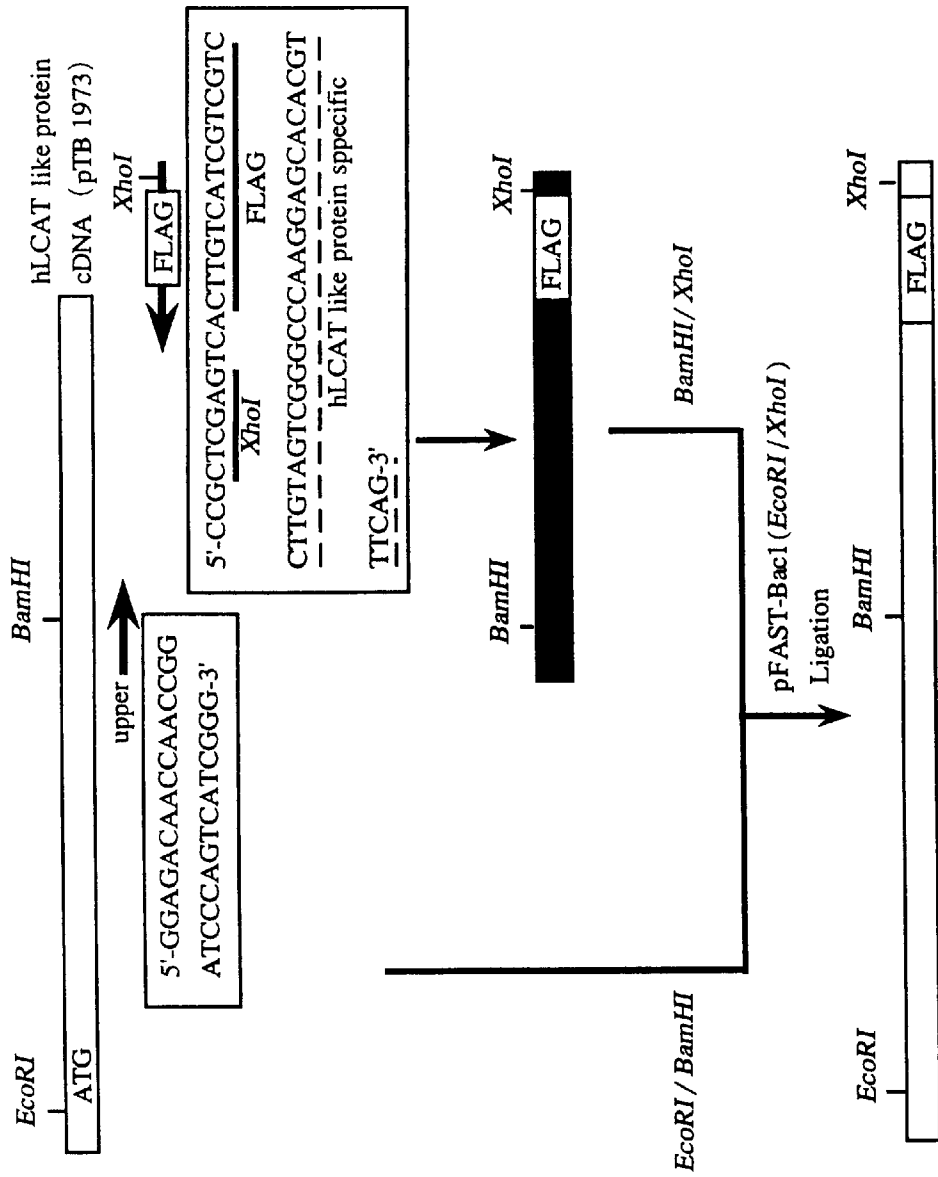 hLCAT like protein
cDNA (pTB 1973)
EcoRI
BamHI
XhoI
ATG
FLAG
upper
5'-GGAGACAACCAACCGG
ATCCCAGTCATCGGG-3'
5'-CCGCTCGAGTCACTTGTCATCGTCGTC
XhoI
FLAG
CTTGTAGTCGGGCCCAAGGAGCACACGT
hLCAT like protein sppecific
TTCAG-3'
BamHI
XhoI
FLAG
EcoRI / BamHI
BamHI/ XhoI
pFAST-Bac1 (EcoRI / XhoI)
Ligation
EcoRI
BamHI
XhoI
FLAG